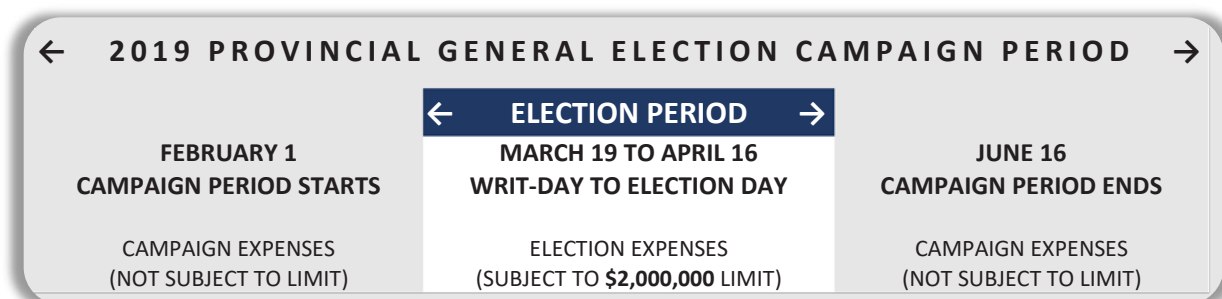 ← 2019 PROVINCIAL GENERAL ELECTION CAMPAIGN PERIOD →
← ELECTION PERIOD →
FEBRUARY 1
CAMPAIGN PERIOD STARTS
CAMPAIGN EXPENSES
(NOT SUBJECT TO LIMIT)
MARCH 19 TO APRIL 16
WRIT-DAY TO ELECTION DAY
ELECTION EXPENSES
(SUBJECT TO $2,000,000 LIMIT)
JUNE 16
CAMPAIGN PERIOD ENDS
CAMPAIGN EXPENSES
(NOT SUBJECT TO LIMIT)